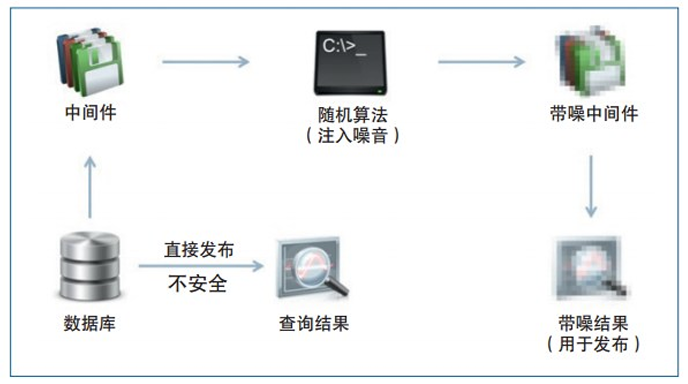 C:\>_
中间件
随机算法
（注入噪音）
带噪中间件
直接发布
不安全
数据库
查询结果
带噪结果
（用于发布）